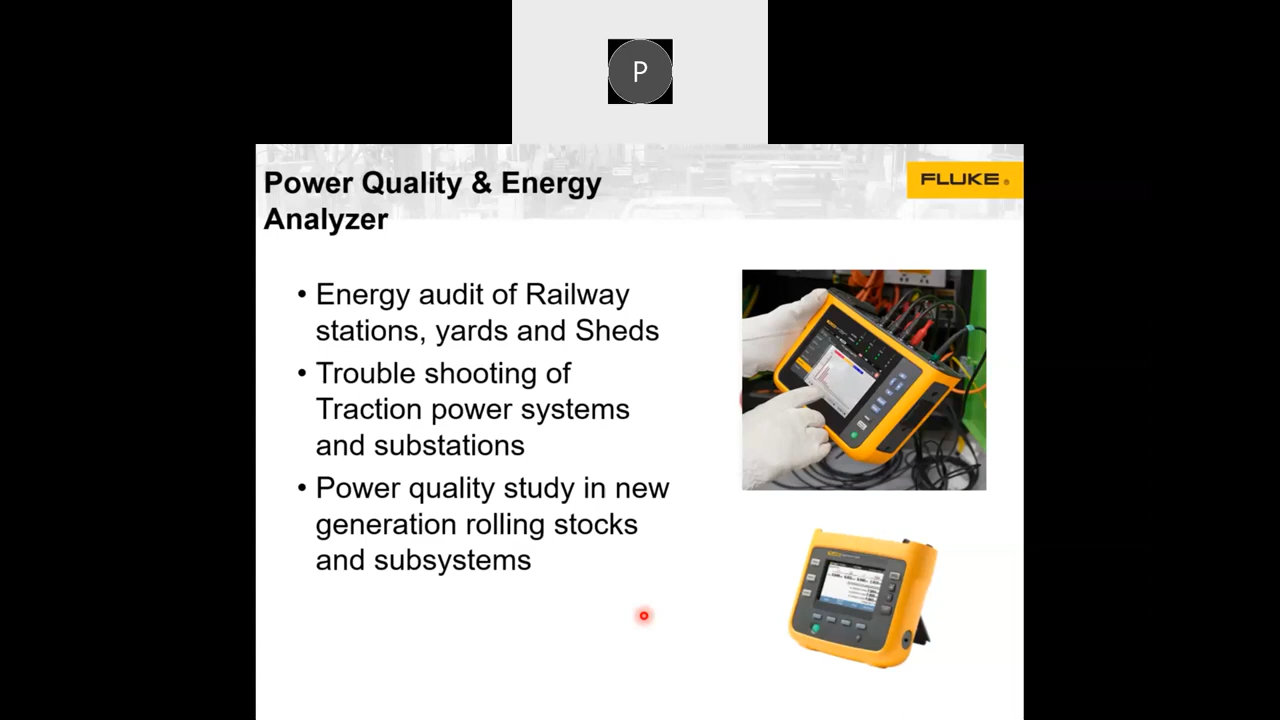 P
Power Quality & Energy
Analyzer
FLUKE ®
• Energy audit of Railway
stations, yards and Sheds
• Trouble shooting of
Traction power systems
and substations
• Power quality study in new
generation rolling stocks
and subsystems